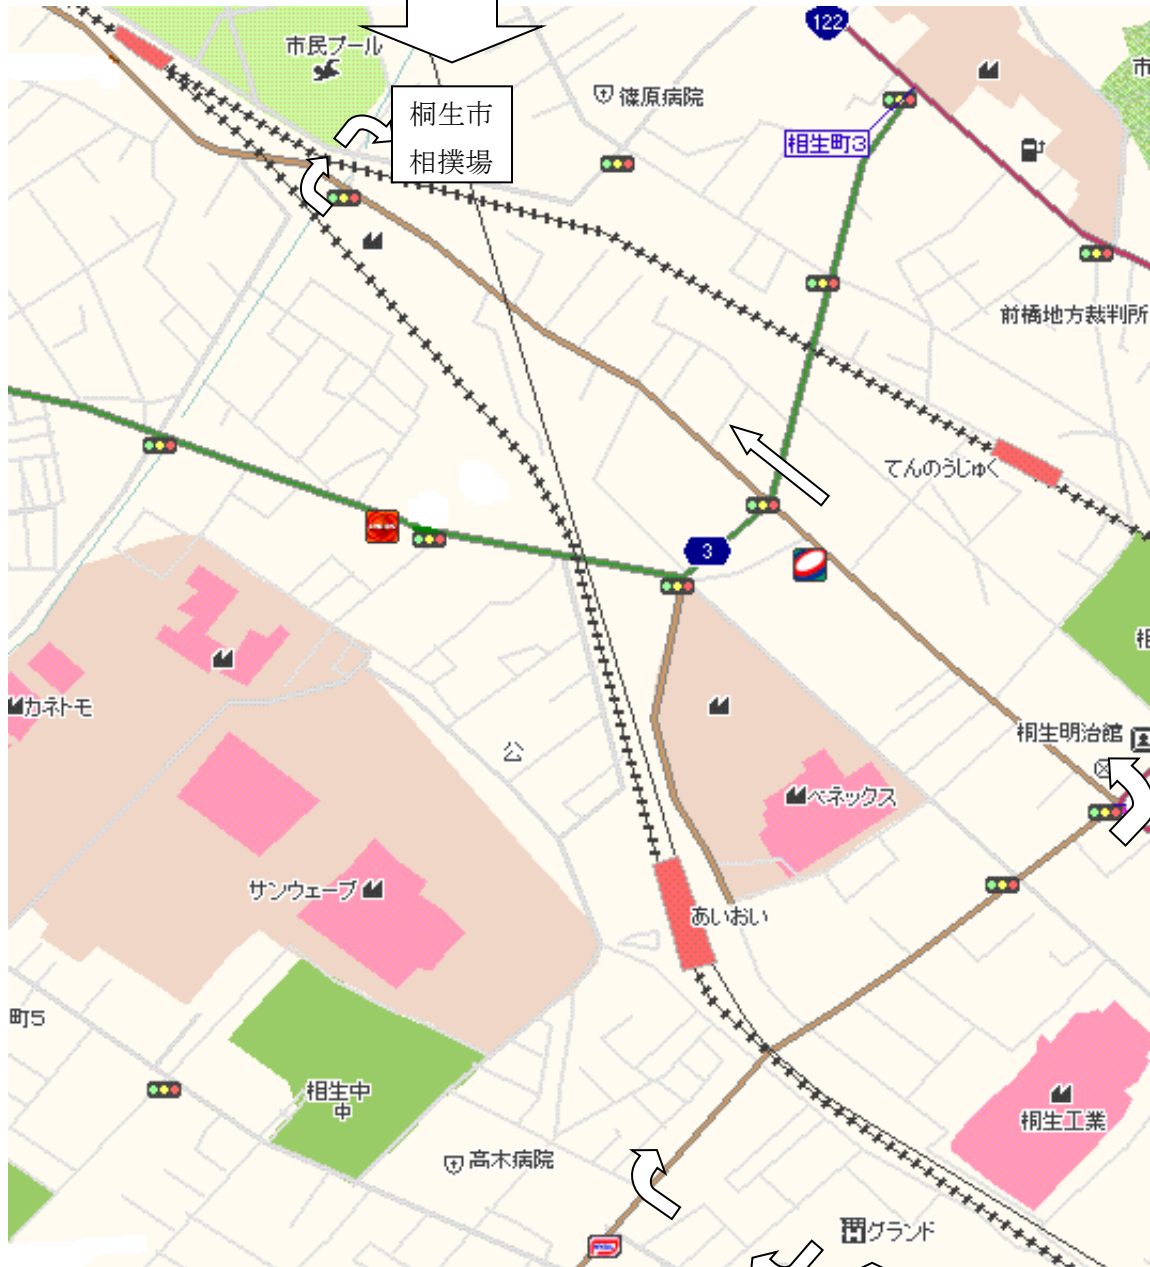 市民プール
122
市
篠原病院
桐生市
相撲場
相生町3
前橋地方裁判所
てんのうじゅく
3
相
カネトモ
桐生明治館
公
ベネックス
サンウェーブ
あいおい
町5
相生中
中
桐生工業
高木病院
グランド